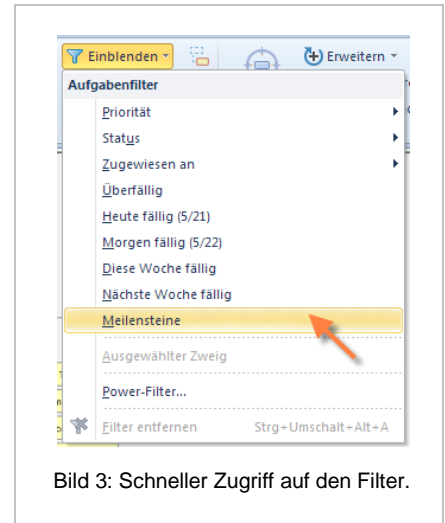 Einblenden
Erweitern
Aufgabenfilter
Priorität
Status
Zugewiesen an
Überfällig
Heute fällig (5/21)
Morgen fällig (5/22)
Diese Woche fällig
Nächste Woche fällig
Meilensteine
Ausgewählter Zweig
Power-Filter...
Filter entfernen Strg+Umschalt+Alt+A
Bild 3: Schneller Zugriff auf den Filter.